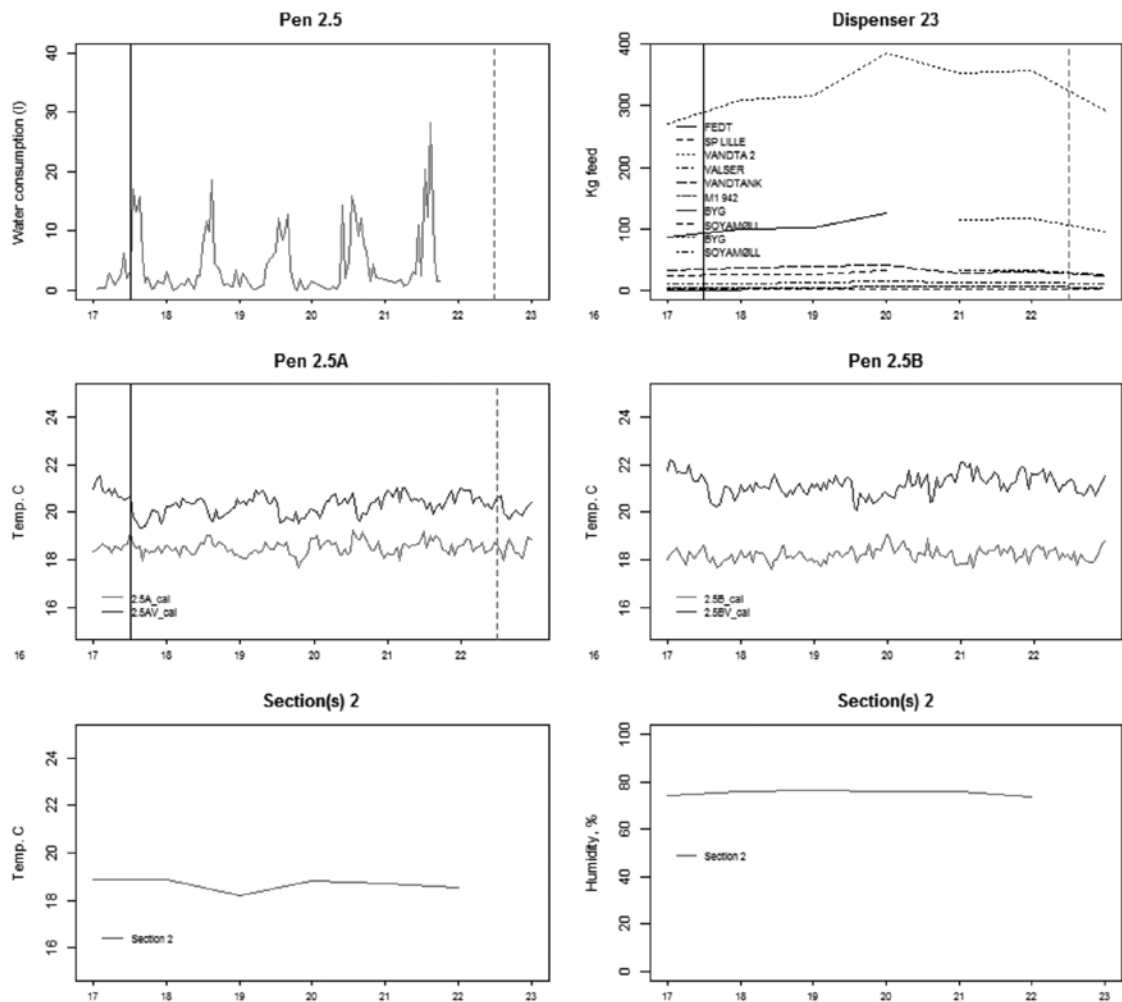 Pen 2.5
Water consumption (l)
40
30
20
10
0
17 18 19 20 21 22 23
Dispenser 23
Kg feed
400
300
200
100
0
FEDT
SP LILLE
VANDTA 2
VALSER
VANDTANK
M1 942
BYG
SOYAMØLL
BYG
SOYAMØLL
16 17 18 19 20 21 22 23
Pen 2.5A
Temp. C
24
22
20
18
16
2.5A_cal
2.5AV_cal
16 17 18 19 20 21 22
Pen 2.5B
Temp. C
24
22
20
18
16
2.5B_cal
2.5BV_cal
16 17 18 19 20 21 22 23
Section(s) 2
Temp. C
24
22
20
18
16
Section 2
17 18 19 20 21 22 23
Section(s) 2
Humidity, %
100
80
60
40
20
0
Section 2
17 18 19 20 21 22 23